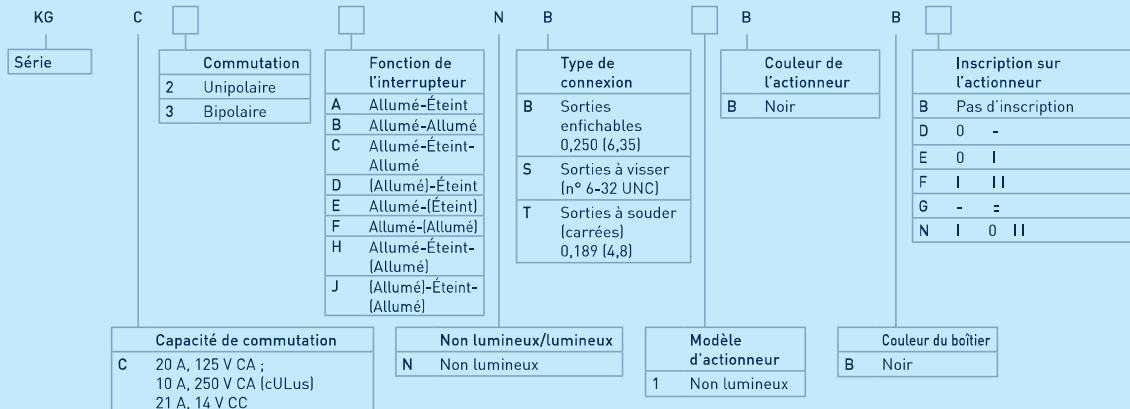 KG C N B B B
Série
Commutation
2 Unipolaire
3 Bipolaire
Fonction de
l'interrupteur
A Allumé-Éteint
B Allumé-Allumé
C Allumé-Éteint-
Allumé
D (Allumé)-Éteint
E Allumé-(Éteint)
F Allumé-(Allumé)
H Allumé-Éteint-
(Allumé)
J (Allumé)-Éteint-
(Allumé)
Type de
connexion
B Sorties
enfichables
0,250 (6,35)
S Sorties à visser
(n° 6-32 UNC)
T Sorties à souder
(carrées)
0,189 (4,8)
Couleur de
l'actionneur
B Noir
Inscription sur
l'actionneur
B Pas d'inscription
D 0 -
E 0 I
F I II
G - =
N I 0 II
Capacité de commutation
C 20 A, 125 V CA ;
10 A, 250 V CA (cULus)
21 A, 14 V CC
Non lumineux/lumineux
N Non lumineux
Modèle
d'actionneur
1 Non lumineux
Couleur du boîtier
B Noir